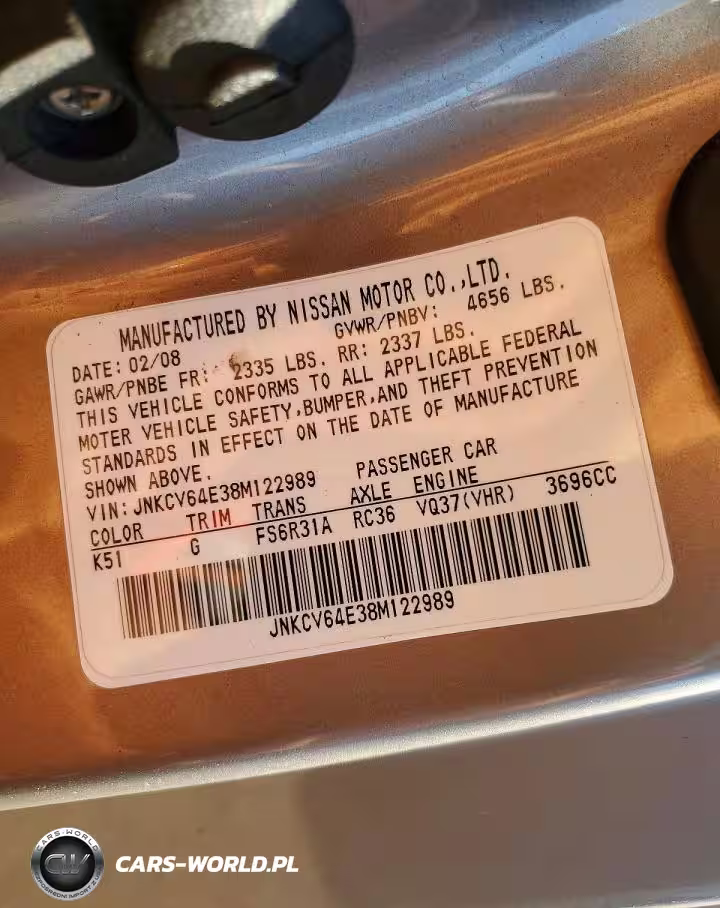 MANUFACTURED BY NISSAN MOTOR CO.,LTD.
DATE: 02/08 GVWR/PNBV: 4656 LBS.
GAWR/PNBE FR: 2335 LBS. RR: 2337 LBS.
THIS VEHICLE CONFORMS TO ALL APPLICABLE FEDERAL
MOTER VEHICLE SAFETY,BUMPER,AND THEFT PREVENTION
STANDARDS IN EFFECT ON THE DATE OF MANUFACTURE
SHOWN ABOVE.
VIN: JNKCV64E38M122989 PASSENGER CAR
COLOR TRIM TRANS AXLE ENGINE
K51 G FS6R31A RC36 VQ37(VHR) 3696CC
JNKCV64E38M122989
CARS-WORLD
CW
CARS-WORLD.PL